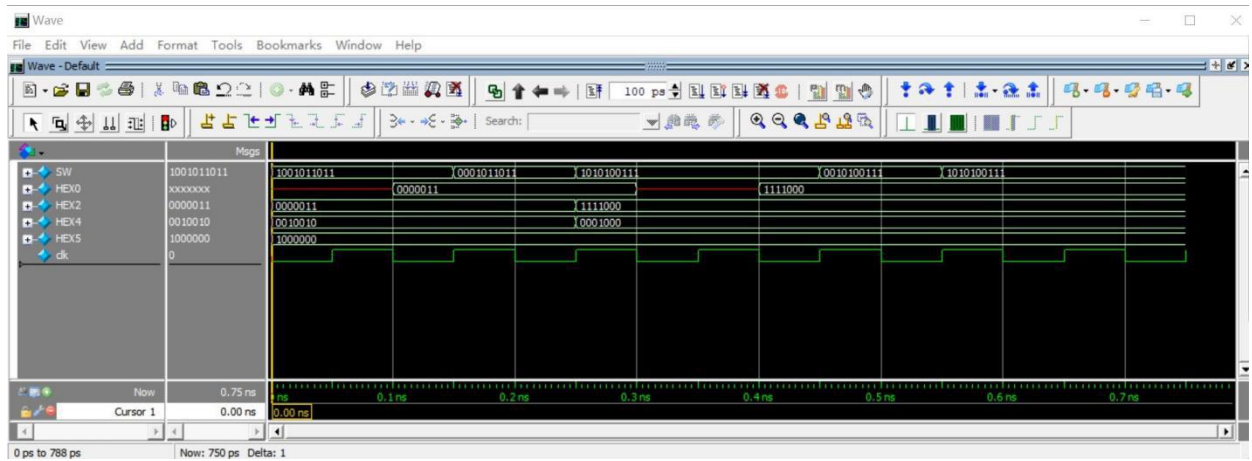 Wave
File Edit View Add Format Tools Bookmarks Window Help
Wave - Default
100 ps
Search:
Msgs
SW 1001011011 1001011011 0001011011 1010100111 0010100111 1010100111
HEX0 xxxxxxx 0000011 1111000
HEX2 0000011 0000011 1111000
HEX4 0010010 0010010 0001000
HEX5 1000000 1000000
clk 0
Now 0.75 ns ns 0.1 ns 0.2 ns 0.3 ns 0.4 ns 0.5 ns 0.6 ns 0.7 ns
Cursor 1 0.00 ns 0.00 ns
0 ps to 788 ps Now: 750 ps Delta: 1